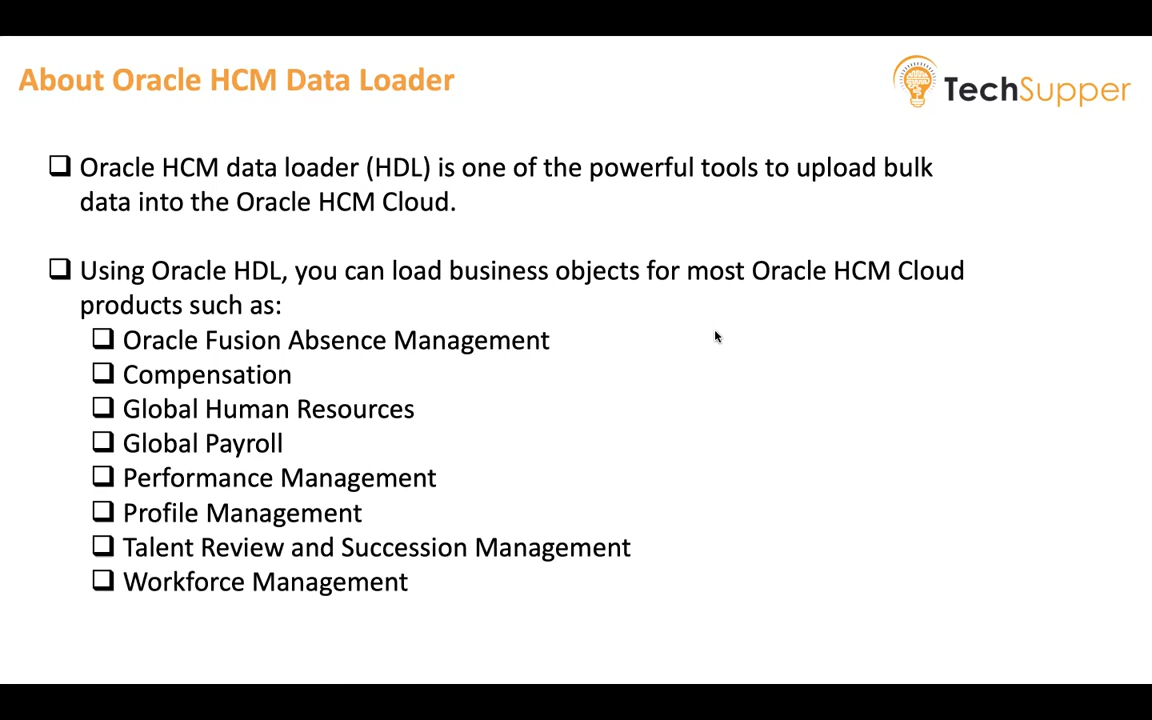 About Oracle HCM Data Loader
TechSupper
Oracle HCM data loader (HDL) is one of the powerful tools to upload bulk
data into the Oracle HCM Cloud.
Using Oracle HDL, you can load business objects for most Oracle HCM Cloud
products such as:
Oracle Fusion Absence Management
Compensation
Global Human Resources
Global Payroll
Performance Management
Profile Management
Talent Review and Succession Management
Workforce Management